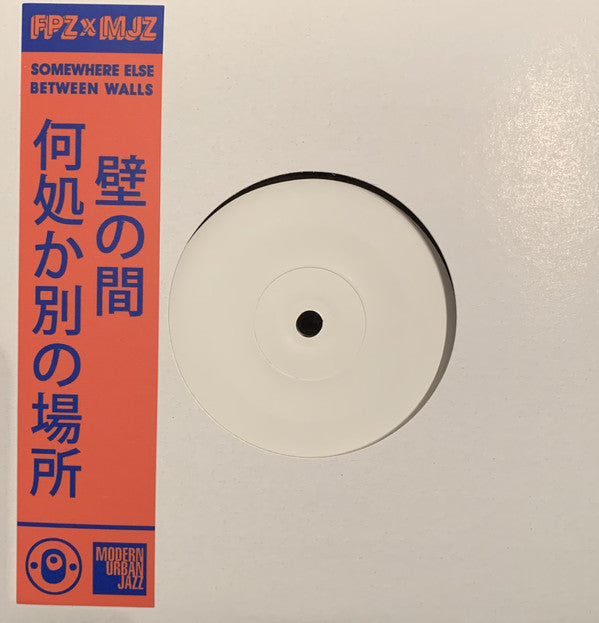 FPZ x MJZ
SOMEWHERE ELSE
BETWEEN WALLS
壁の間
何処か別の場所
MODERN
URBAN
JAZZ